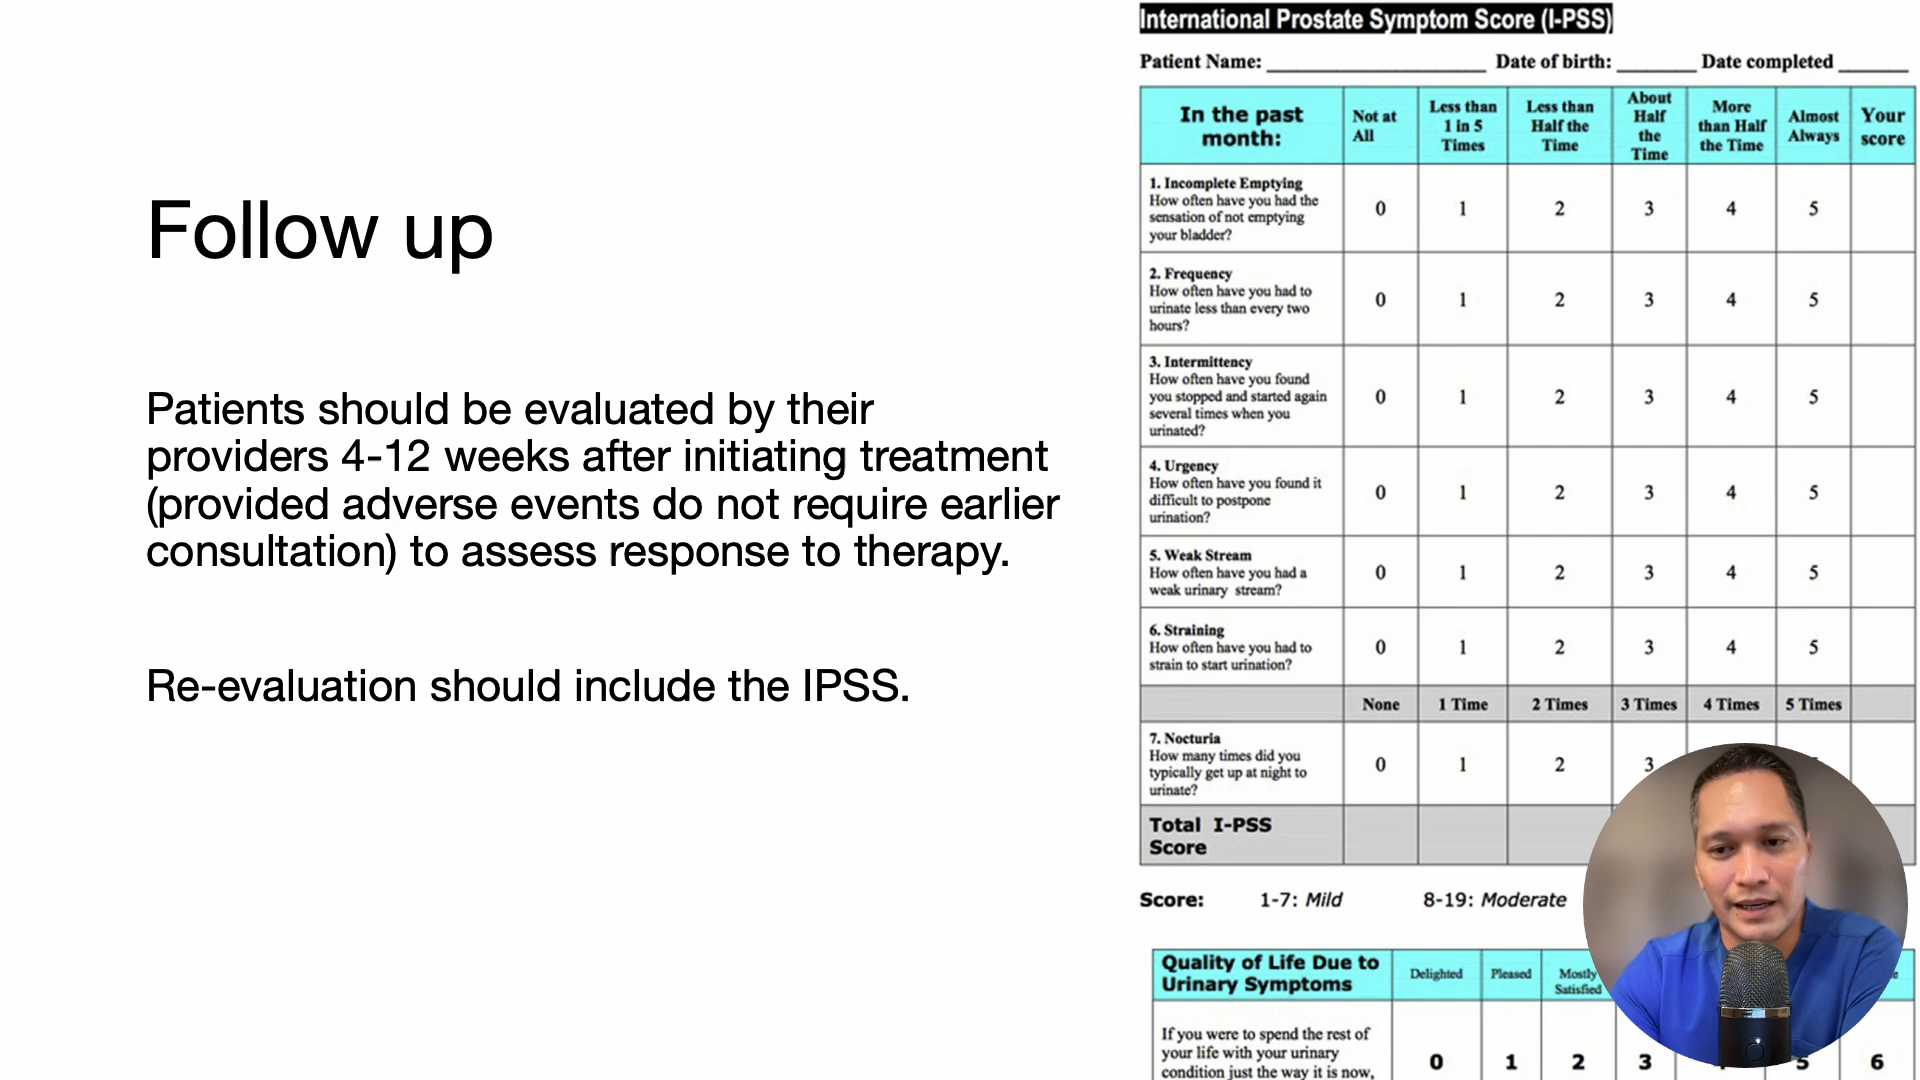 International Prostate Symptom Score (I-PSS)
Patient Name: ______________________ Date of birth: ________ Date completed _______
In the past month: Not at All Less than 1 in 5 Times Less than Half the Time About Half the Time More than Half the Time Almost Always Your score
Follow up
Patients should be evaluated by their
providers 4-12 weeks after initiating treatment
(provided adverse events do not require earlier
consultation) to assess response to therapy.
Re-evaluation should include the IPSS.
1. Incomplete Emptying
How often have you had the
sensation of not emptying
your bladder?
0 1 2 3 4 5
2. Frequency
How often have you had to
urinate less than every two
hours?
0 1 2 3 4 5
3. Intermittency
How often have you found
you stopped and started again
several times when you
urinated?
0 1 2 3 4 5
4. Urgency
How often have you found it
difficult to postpone
urination?
0 1 2 3 4 5
5. Weak Stream
How often have you had a
weak urinary stream?
0 1 2 3 4 5
6. Straining
How often have you had to
strain to start urination?
0 1 2 3 4 5
None 1 Time 2 Times 3 Times 4 Times 5 Times
7. Nocturia
How many times did you
typically get up at night to
urinate?
0 1 2 3
Total I-PSS
Score
Score: 1-7: Mild 8-19: Moderate
Quality of Life Due to
Urinary Symptoms
Delighted Pleased Mostly Satisfied
If you were to spend the rest of
your life with your urinary
condition just the way it is now,
0 1 2 3 5 6